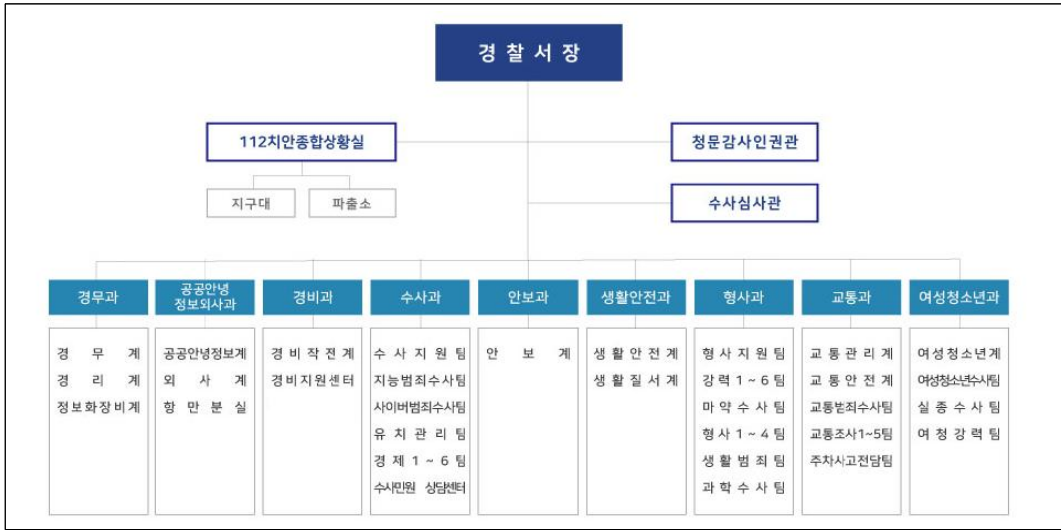 경찰서장
112치안종합상황실
청문감사인권관
지구대
파출소
수사심사관
경무과
공공안녕
정보외사과
경비과
수사과
안보과
생활안전과
형사과
교통과
여성청소년과
경무계
경리계
정보화장비계
공공안녕정보계
외사계
항만분실
경비작전계
경비지원센터
수사지원팀
지능범죄수사팀
사이버범죄수사팀
유치관리팀
경제1~6팀
수사민원 상담센터
안보계
생활안전계
생활질서계
형사지원팀
강력1~6팀
마약수사팀
형사1~4팀
생활범죄팀
과학수사팀
교통관리계
교통안전계
교통범죄수사팀
교통조사1~5팀
주차사고전담팀
여성청소년계
여성청소년수사팀
실종수사팀
여청강력팀